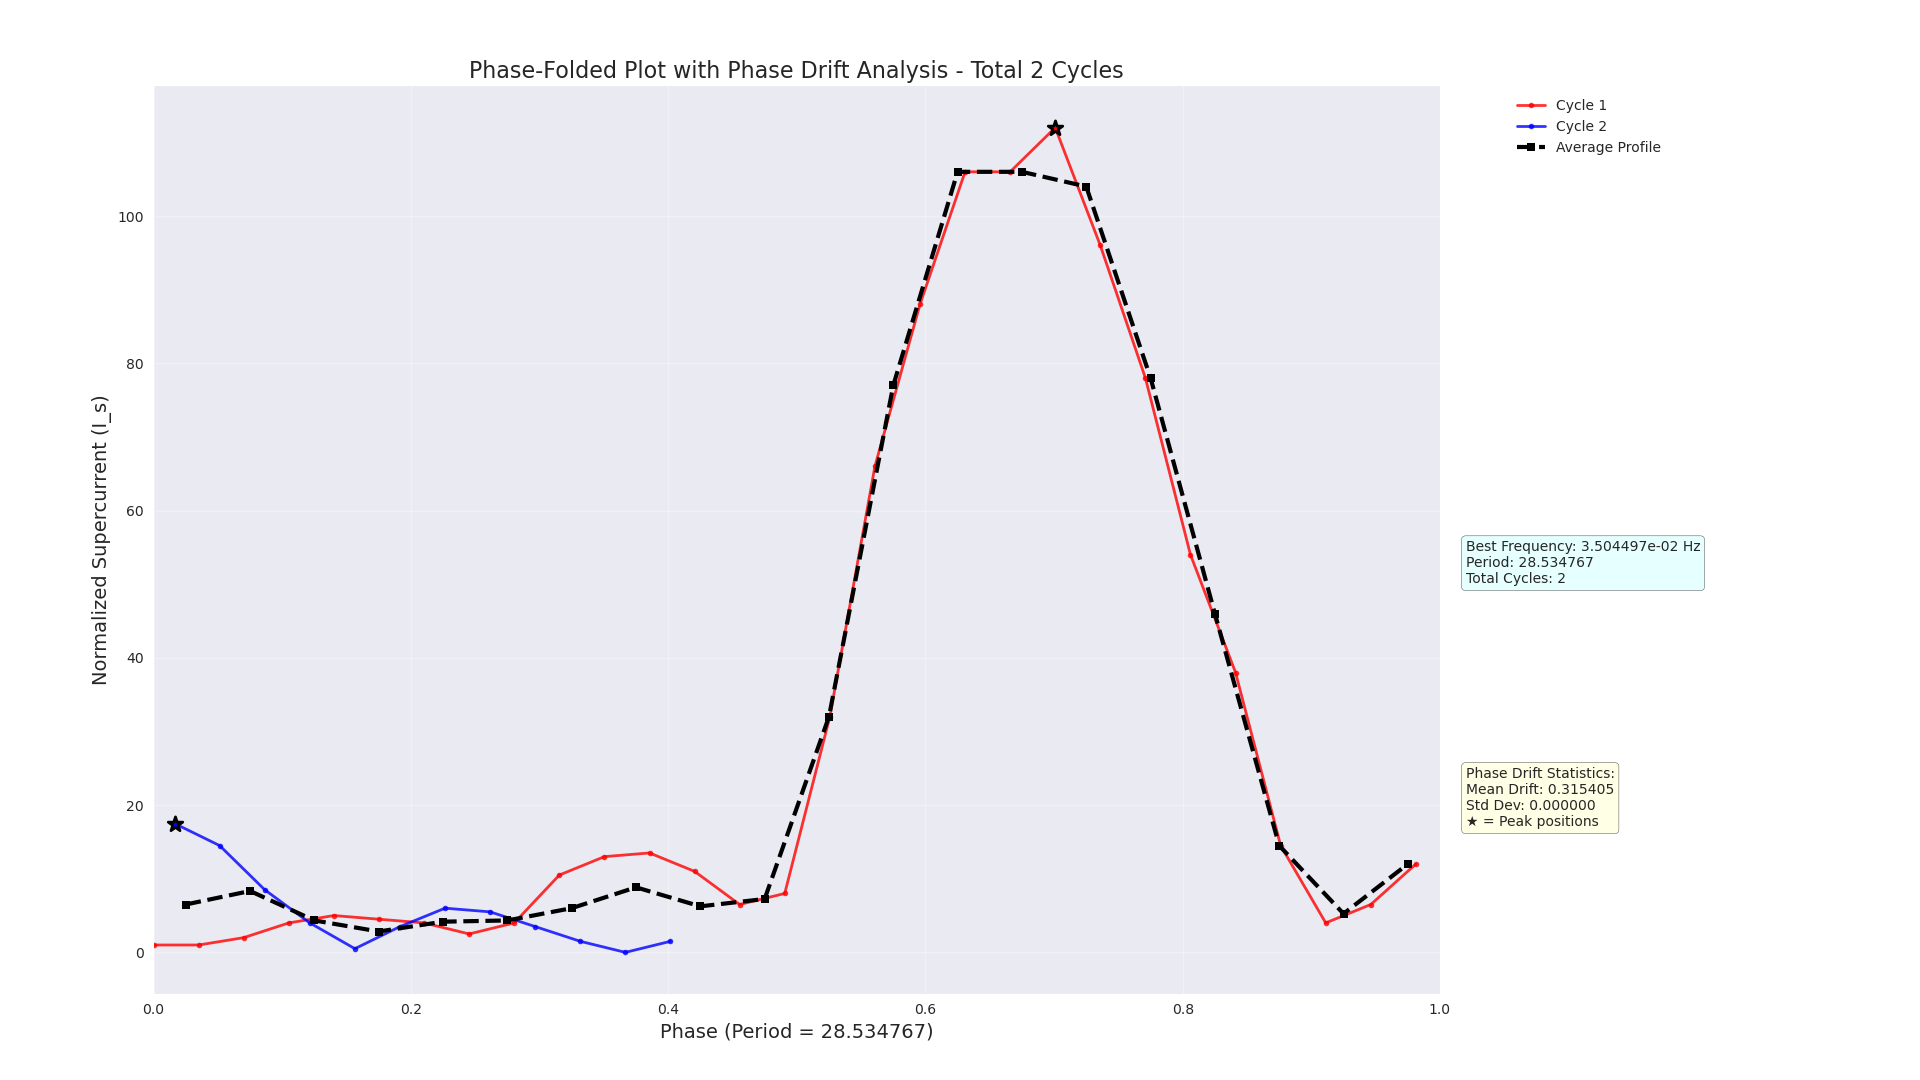 Phase-Folded Plot with Phase Drift Analysis - Total 2 Cycles
Cycle 1
Cycle 2
Average Profile
Normalized Supercurrent (I_s)
100
80
60
40
20
0
0.0
0.2
0.4
0.6
0.8
1.0
Phase (Period = 28.534767)
Best Frequency: 3.504497e-02 Hz
Period: 28.534767
Total Cycles: 2
Phase Drift Statistics:
Mean Drift: 0.315405
Std Dev: 0.000000
★ = Peak positions